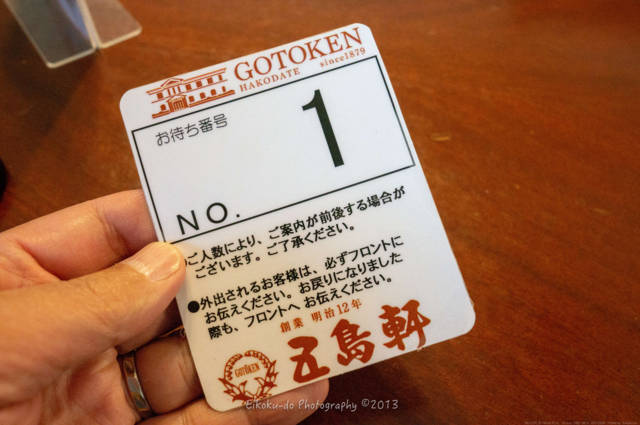 GOTOKEN
HAKODATE since1879
お待ち番号
1
NO.
ご人数により、ご案内が前後する場合が
ございます。ご了承ください。
●外出されるお客様は、必ずフロントに
お伝えください。お戻りになりました
際も、フロントへお伝えください。
創業 明治12年
五島軒
GOTOKEN
Eikoku-do Photography ©2013